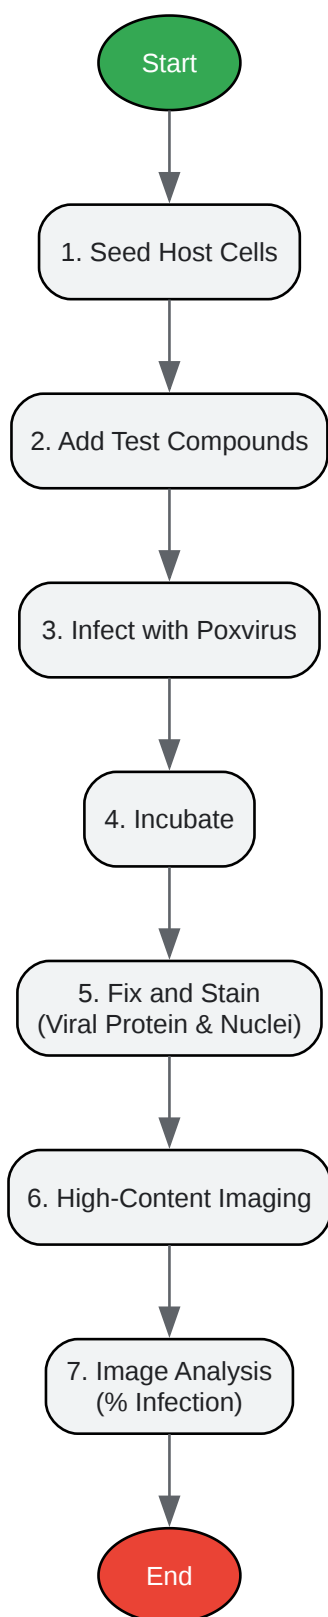 Start
1. Seed Host Cells
2. Add Test Compounds
3. Infect with Poxvirus
4. Incubate
5. Fix and Stain
(Viral Protein & Nuclei)
6. High-Content Imaging
7. Image Analysis
(% Infection)
End